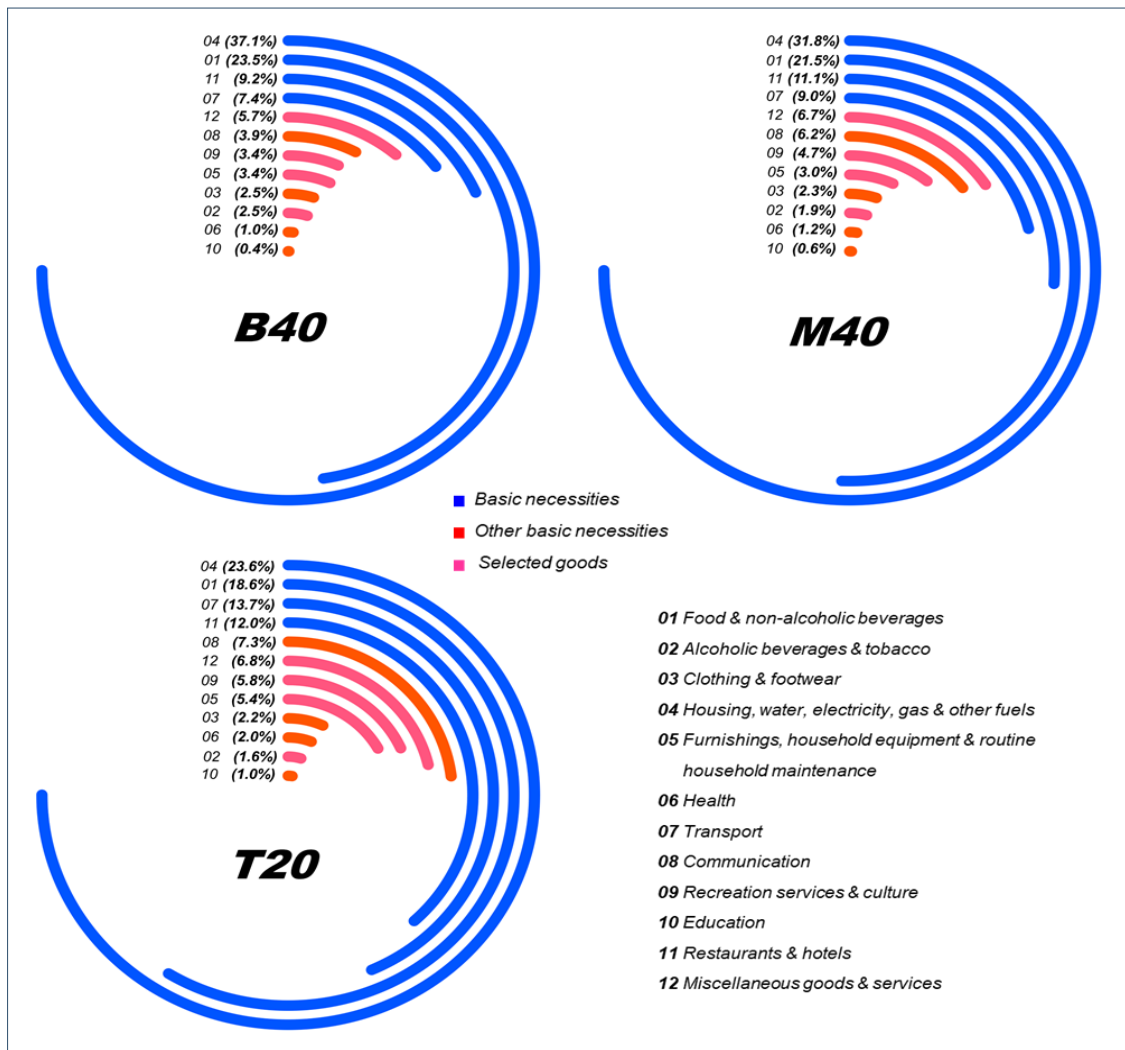 04 (37.1%)
01 (23.5%)
11 (9.2%)
07 (7.4%)
12 (5.7%)
08 (3.9%)
09 (3.4%)
05 (3.4%)
03 (2.5%)
02 (2.5%)
06 (1.0%)
10 (0.4%)
B40
04 (31.8%)
01 (21.5%)
11 (11.1%)
07 (9.0%)
12 (6.7%)
08 (6.2%)
09 (4.7%)
05 (3.0%)
03 (2.3%)
02 (1.9%)
06 (1.2%)
10 (0.6%)
M40
Basic necessities
Other basic necessities
Selected goods
04 (23.6%)
01 (18.6%)
07 (13.7%)
11 (12.0%)
08 (7.3%)
12 (6.8%)
09 (5.8%)
05 (5.4%)
03 (2.2%)
06 (2.0%)
02 (1.6%)
10 (1.0%)
T20
01 Food & non-alcoholic beverages
02 Alcoholic beverages & tobacco
03 Clothing & footwear
04 Housing, water, electricity, gas & other fuels
05 Furnishings, household equipment & routine
household maintenance
06 Health
07 Transport
08 Communication
09 Recreation services & culture
10 Education
11 Restaurants & hotels
12 Miscellaneous goods & services